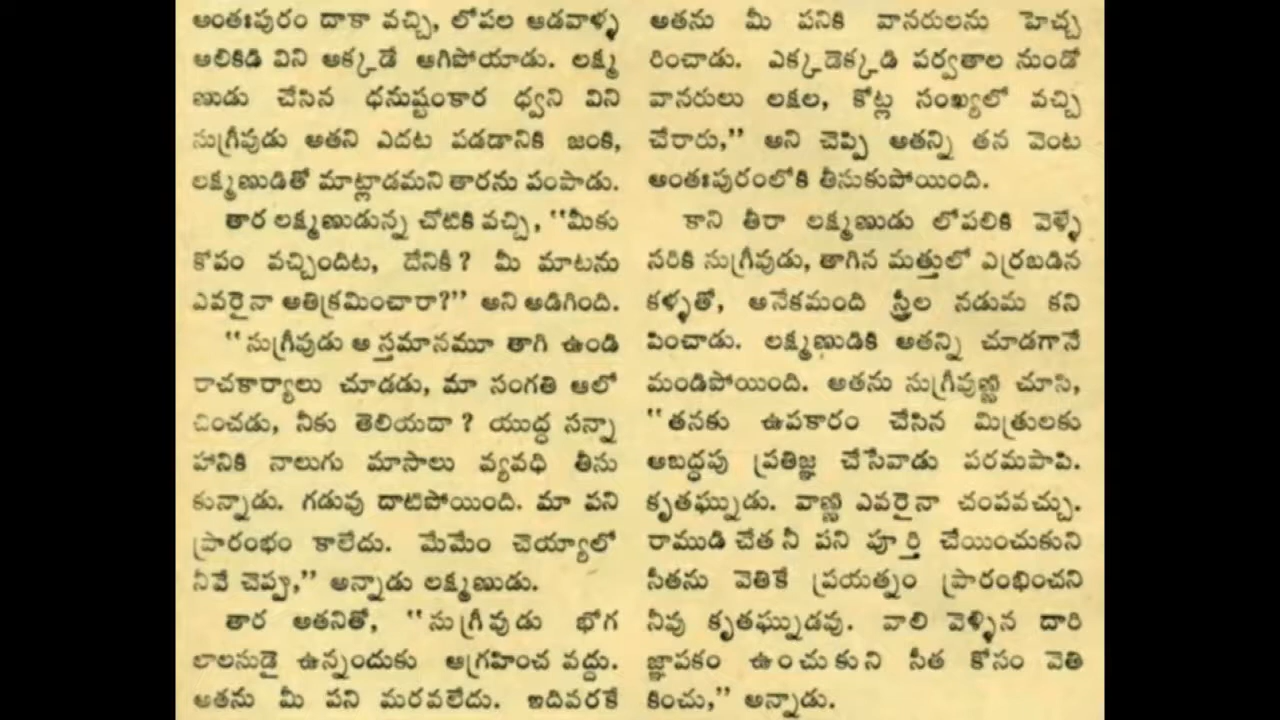 అంతఃపురం దాకా వచ్చి, లోపల ఆడవాళ్ళ
అలికిడి విని అక్కడే ఆగిపోయాడు. లక్ష్మ
ణుడు చేసిన ధనుష్టంకార ధ్వని విని
సుగ్రీవుడు అతని ఎదట పడడానికి జంకి,
లక్ష్మణుడితో మాట్లాడమని తారను పంపాడు.
తార లక్ష్మణుడున్న చోటికి వచ్చి, "మీకు
కోపం వచ్చిందిట, దేనికీ? మీ మాటను
ఎవరైనా అతిక్రమించారా?" అని అడిగింది.
"సుగ్రీవుడు అస్తమానమూ తాగి ఉండి
రాచకార్యాలు చూడడు, మా సంగతి ఆలో
చించడు, నీకు తెలియదా? యుద్ధ సన్నా
హానికి నాలుగు మాసాలు వ్యవధి తీసు
కున్నాడు. గడువు దాటిపోయింది. మా పని
ప్రారంభం కాలేదు. మేమేం చెయ్యాలో
నీవే చెప్పు," అన్నాడు లక్ష్మణుడు.
తార అతనితో, "సుగ్రీవుడు భోగ
లాలసుడై ఉన్నందుకు ఆగ్రహించ వద్దు.
అతను మీ పని మరవలేదు. ఇదివరకే
అతను మీ పనికి వానరులను హెచ్చ
రించాడు. ఎక్కడెక్కడి పర్వతాల నుండో
వానరులు లక్షల, కోట్ల సంఖ్యలో వచ్చి
చేరారు," అని చెప్పి అతన్ని తన వెంట
అంతఃపురంలోకి తీసుకుపోయింది.
కాని తీరా లక్ష్మణుడు లోపలికి వెళ్ళే
సరికి సుగ్రీవుడు, తాగిన మత్తులో ఎర్రబడిన
కళ్ళతో, అనేకమంది స్త్రీల నడుమ కని
పించాడు. లక్ష్మణుడికి అతన్ని చూడగానే
మండిపోయింది. అతను సుగ్రీవుణ్ణి చూసి,
"తనకు ఉపకారం చేసిన మిత్రులకు
అబద్ధపు ప్రతిజ్ఞ చేసేవాడు పరమపాపి.
కృతఘ్నుడు. వాణ్ణి ఎవరైనా చంపవచ్చు.
రాముడి చేత నీ పని పూర్తి చేయించుకుని
సీతను వెతికే ప్రయత్నం ప్రారంభించని
నీవు కృతఘ్నుడవు. వాలి వెళ్ళిన దారి
జ్ఞాపకం ఉంచుకుని సీత కోసం వెతి
కించు," అన్నాడు.